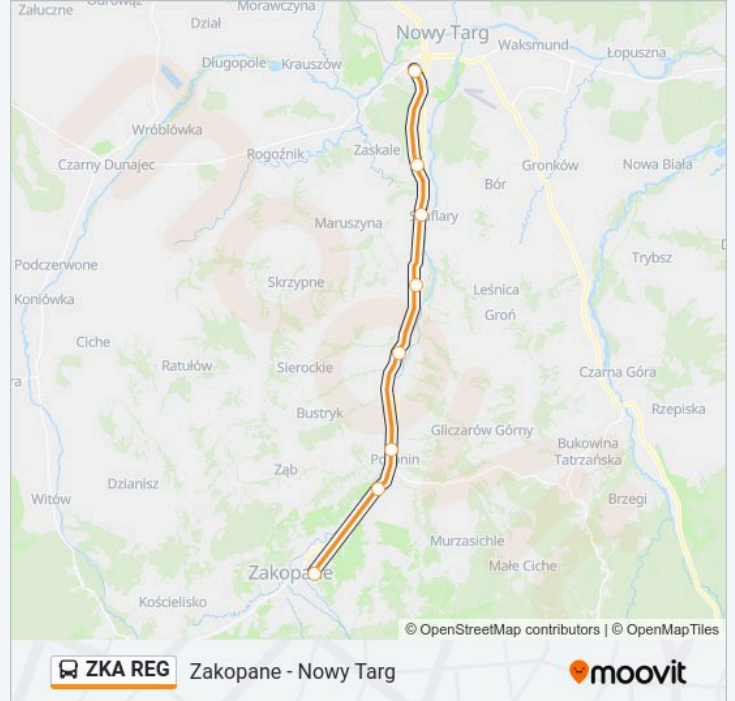 Załuczne
Morawczyna
Dział
Nowy Targ
Waksmund
Łopuszna
Długopole
Krauszów
Wróblówka
Rogoźnik
Zaskale
Czarny Dunajec
Gronków
Nowa Biała
Bór
Szaflary
Maruszyna
Trybsz
Podczerwone
Skrzypne
Leśnica
Koniówka
Groń
Ciche
Ratułów
Sierockie
Czarna Góra
Bustryk
Rzepiska
Gliczarów Górny
Bukowina
Tatrzańska
Poronin
Ząb
Dzianisz
Witów
Brzegi
Murzasichle
Małe Ciche
Zakopane
Kościelisko
© OpenStreetMap contributors | © OpenMapTiles
ZKA REG Zakopane - Nowy Targ
moovit